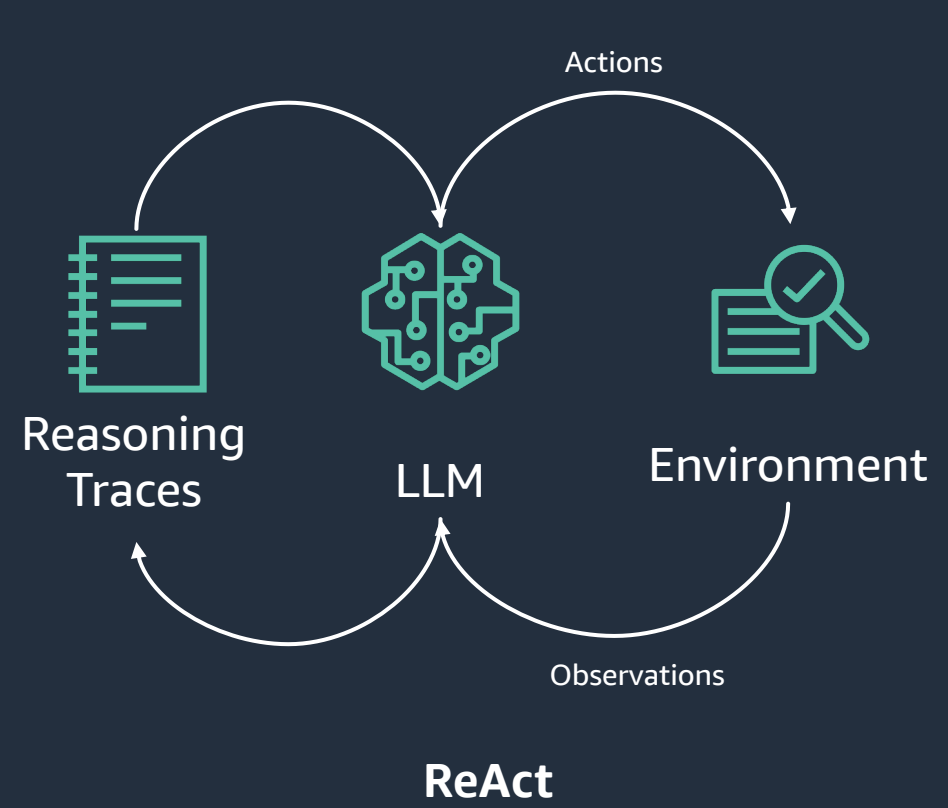 Actions
Reasoning
Traces
LLM
Environment
Observations
ReAct